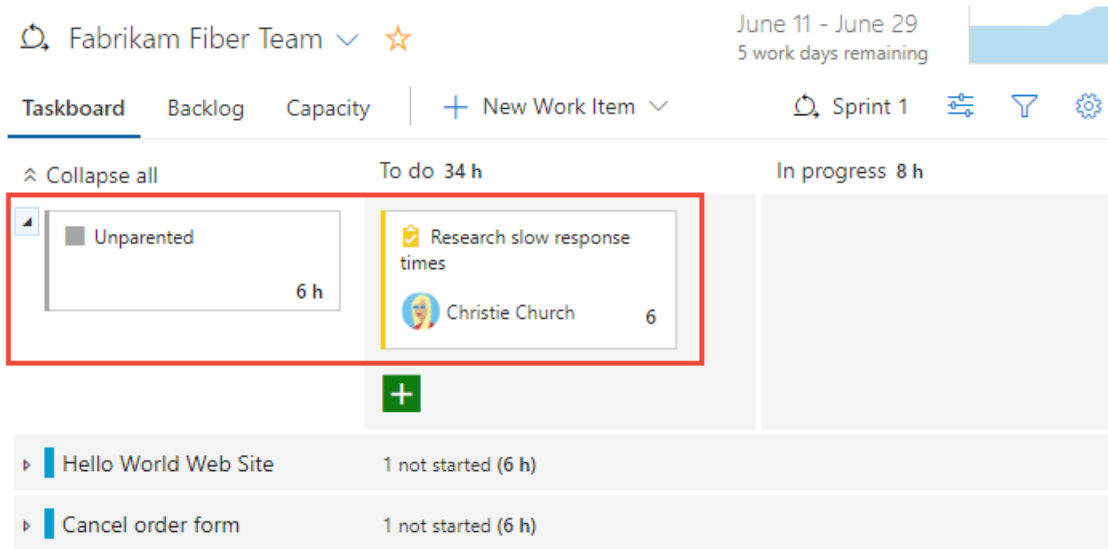 Fabrikam Fiber Team
June 11 - June 29
5 work days remaining
Taskboard Backlog Capacity New Work Item Sprint 1
Collapse all To do 34 h In progress 8 h
Unparented
6 h
Research slow response
times
Christie Church 6
Hello World Web Site 1 not started (6 h)
Cancel order form 1 not started (6 h)